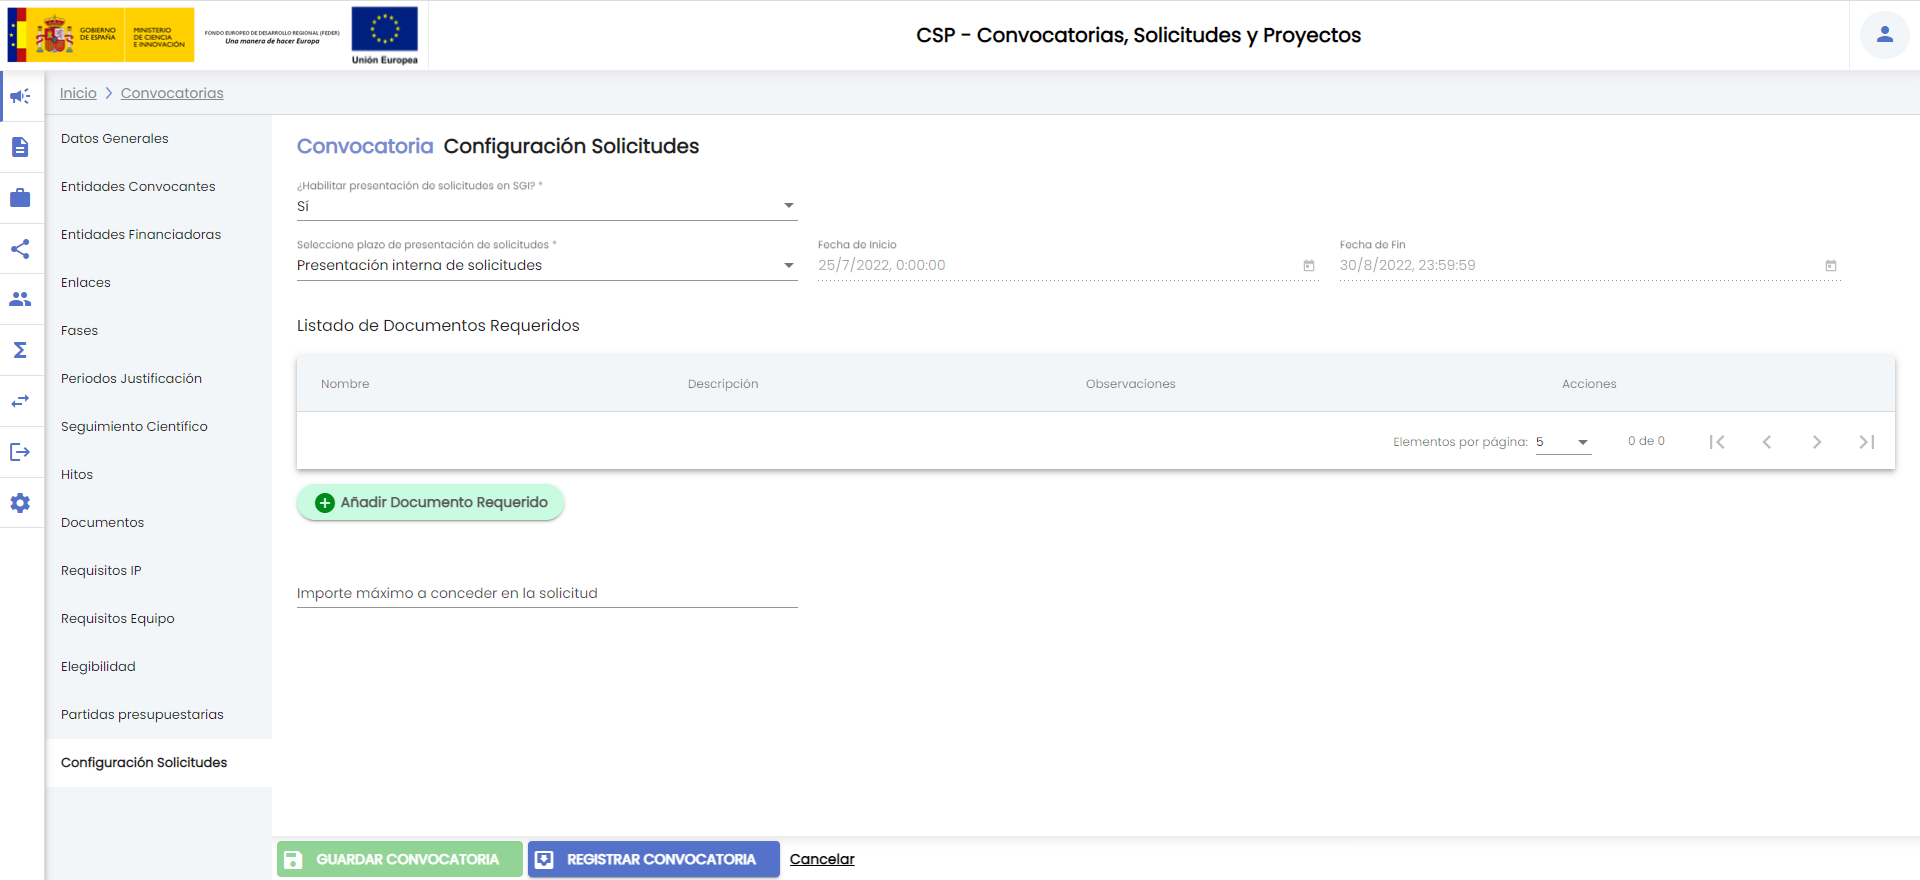 GOBIERNO
DE ESPAÑA
MINISTERIO
DE CIENCIA
E INNOVACIÓN
FONDO EUROPEO DE DESARROLLO REGIONAL (FEDER)
Una manera de hacer Europa
Unión Europea
CSP - Convocatorias, Solicitudes y Proyectos
Inicio > Convocatorias
Datos Generales
Entidades Convocantes
Entidades Financiadoras
Enlaces
Fases
Periodos Justificación
Seguimiento Científico
Hitos
Documentos
Requisitos IP
Requisitos Equipo
Elegibilidad
Partidas presupuestarias
Configuración Solicitudes
Convocatoria Configuración Solicitudes
¿Habilitar presentación de solicitudes en SGI? *
Sí
Seleccione plazo de presentación de solicitudes * Fecha de Inicio Fecha de Fin
Presentación interna de solicitudes 25/7/2022, 0:00:00 30/8/2022, 23:59:59
Listado de Documentos Requeridos
Nombre Descripción Observaciones Acciones
Elementos por página: 5 0 de 0
Añadir Documento Requerido
Importe máximo a conceder en la solicitud
GUARDAR CONVOCATORIA REGISTRAR CONVOCATORIA Cancelar